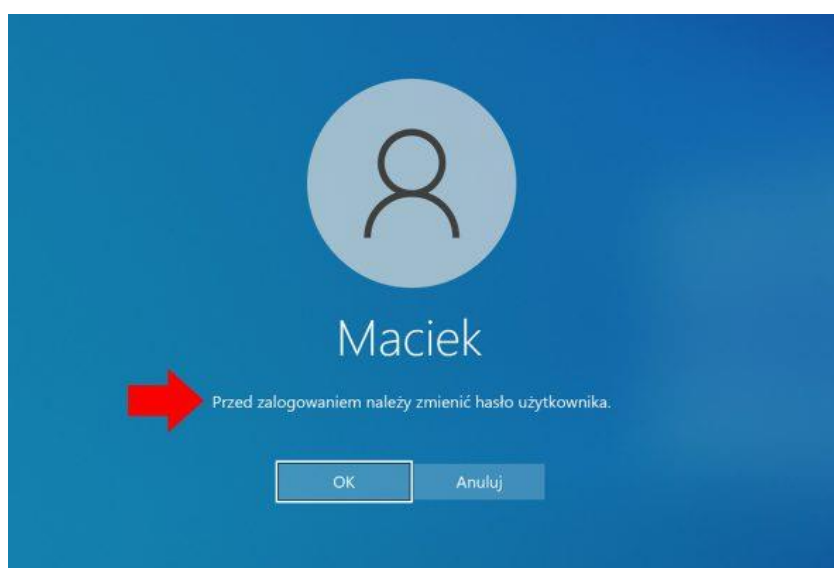 Maciek
Przed zalogowaniem należy zmienić hasło użytkownika.
OK
Anuluj